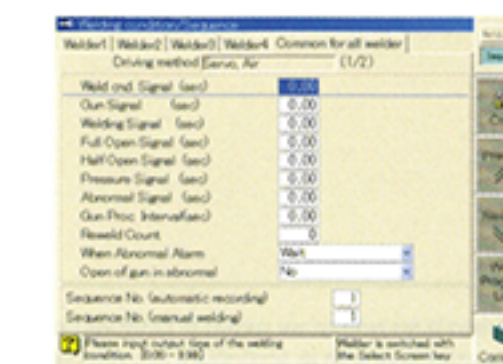 Welding condition/Sequence
Welder1 Welder2 Welder3 Welder4 Common for all welder
Driving method Servo, Air (1/2)
Weld cnd. Signal (sec) 0.00
Gun Signal (sec) 0.00
Welding Signal (sec) 0.00
Full Open Signal (sec) 0.00
Half Open Signal (sec) 0.00
Pressure Signal (sec) 0.00
Abnormal Signal (sec) 0.00
Gun Proc. Interval(sec) 0.00
Reweld Count 0
When Abnormal Alarm Wait
Open of gun in abnormal No
Sequence No. (automatic recording) 1
Sequence No. (manual welding) 1
Please input output time of the welding
condition. [0.00 - 9.98]
Welder is switched with
the Select Screen key